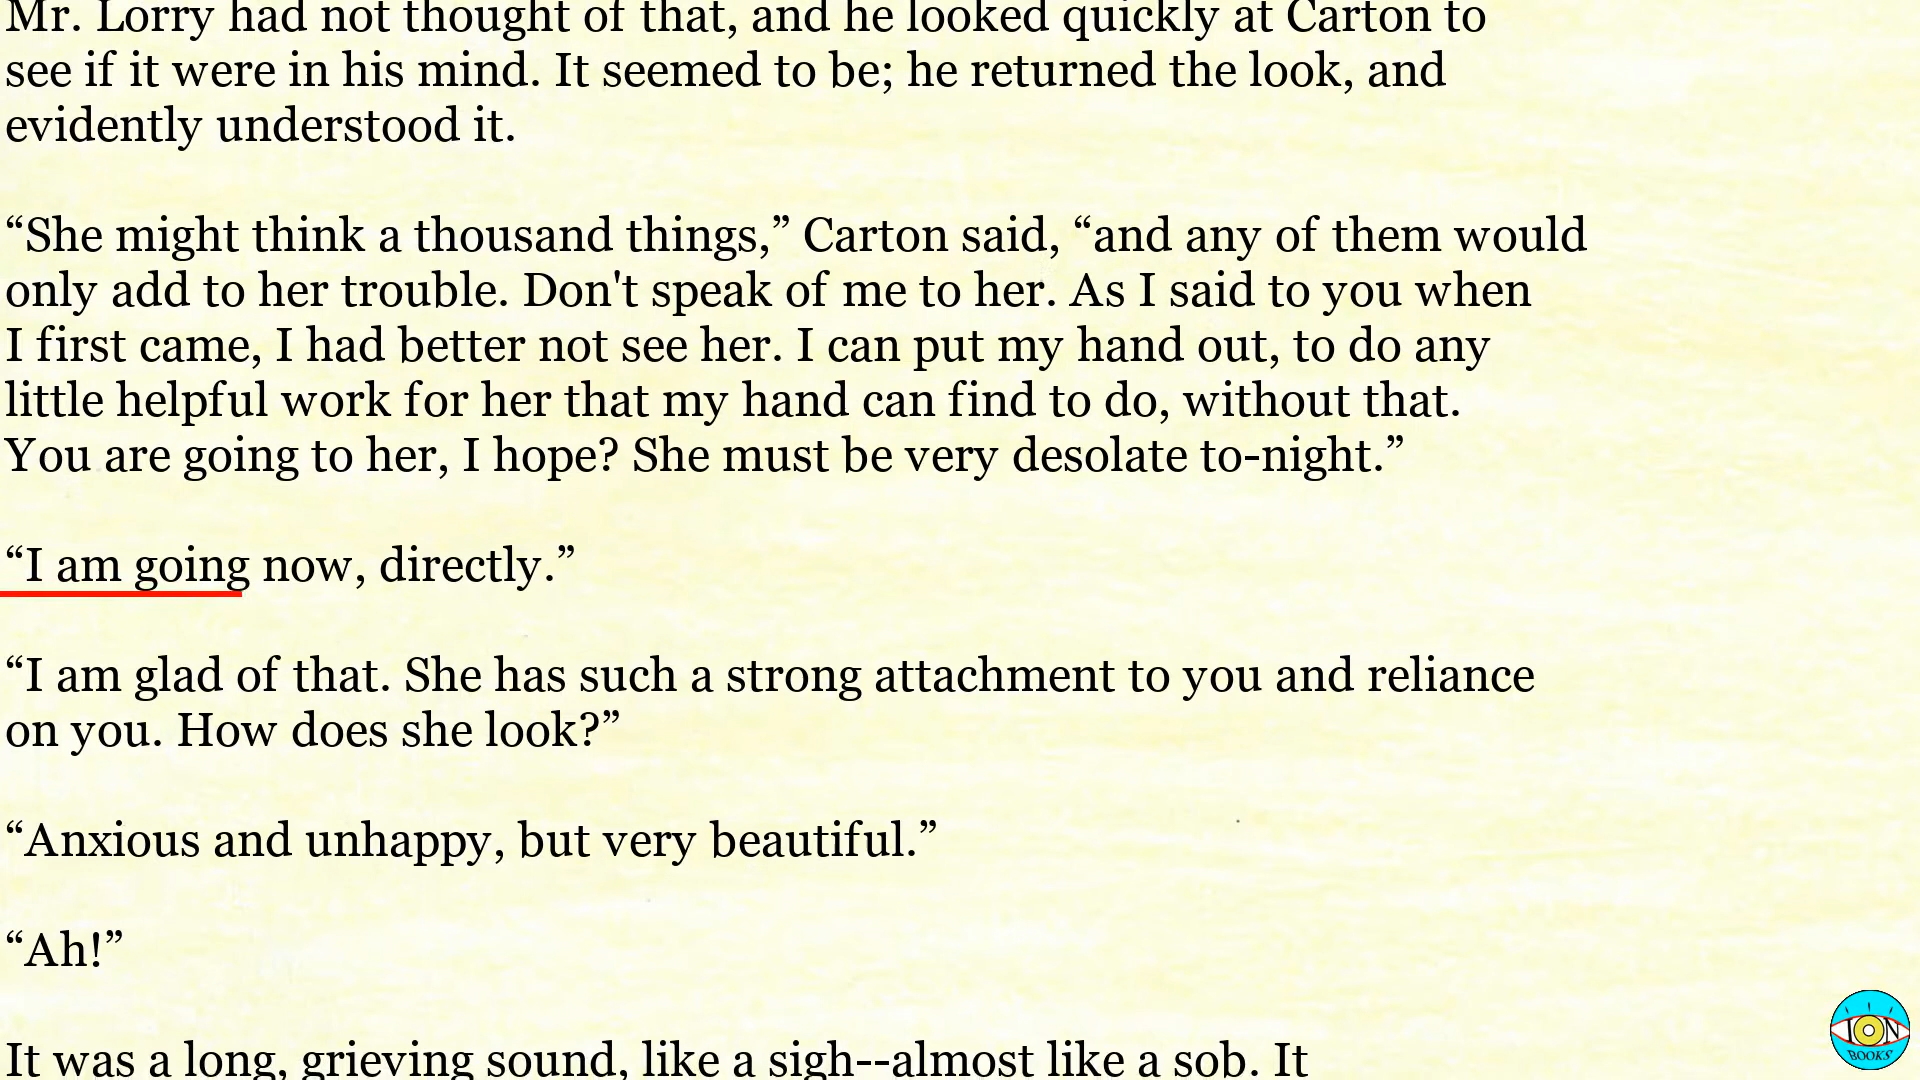 Mr. Lorry had not thought of that, and he looked quickly at Carton to
see if it were in his mind. It seemed to be; he returned the look, and
evidently understood it.
“She might think a thousand things,” Carton said, “and any of them would
only add to her trouble. Don't speak of me to her. As I said to you when
I first came, I had better not see her. I can put my hand out, to do any
little helpful work for her that my hand can find to do, without that.
You are going to her, I hope? She must be very desolate to-night.”
“I am going now, directly.”
“I am glad of that. She has such a strong attachment to you and reliance
on you. How does she look?”
“Anxious and unhappy, but very beautiful.”
“Ah!”
It was a long, grieving sound, like a sigh--almost like a sob. It
ION
BOOKS